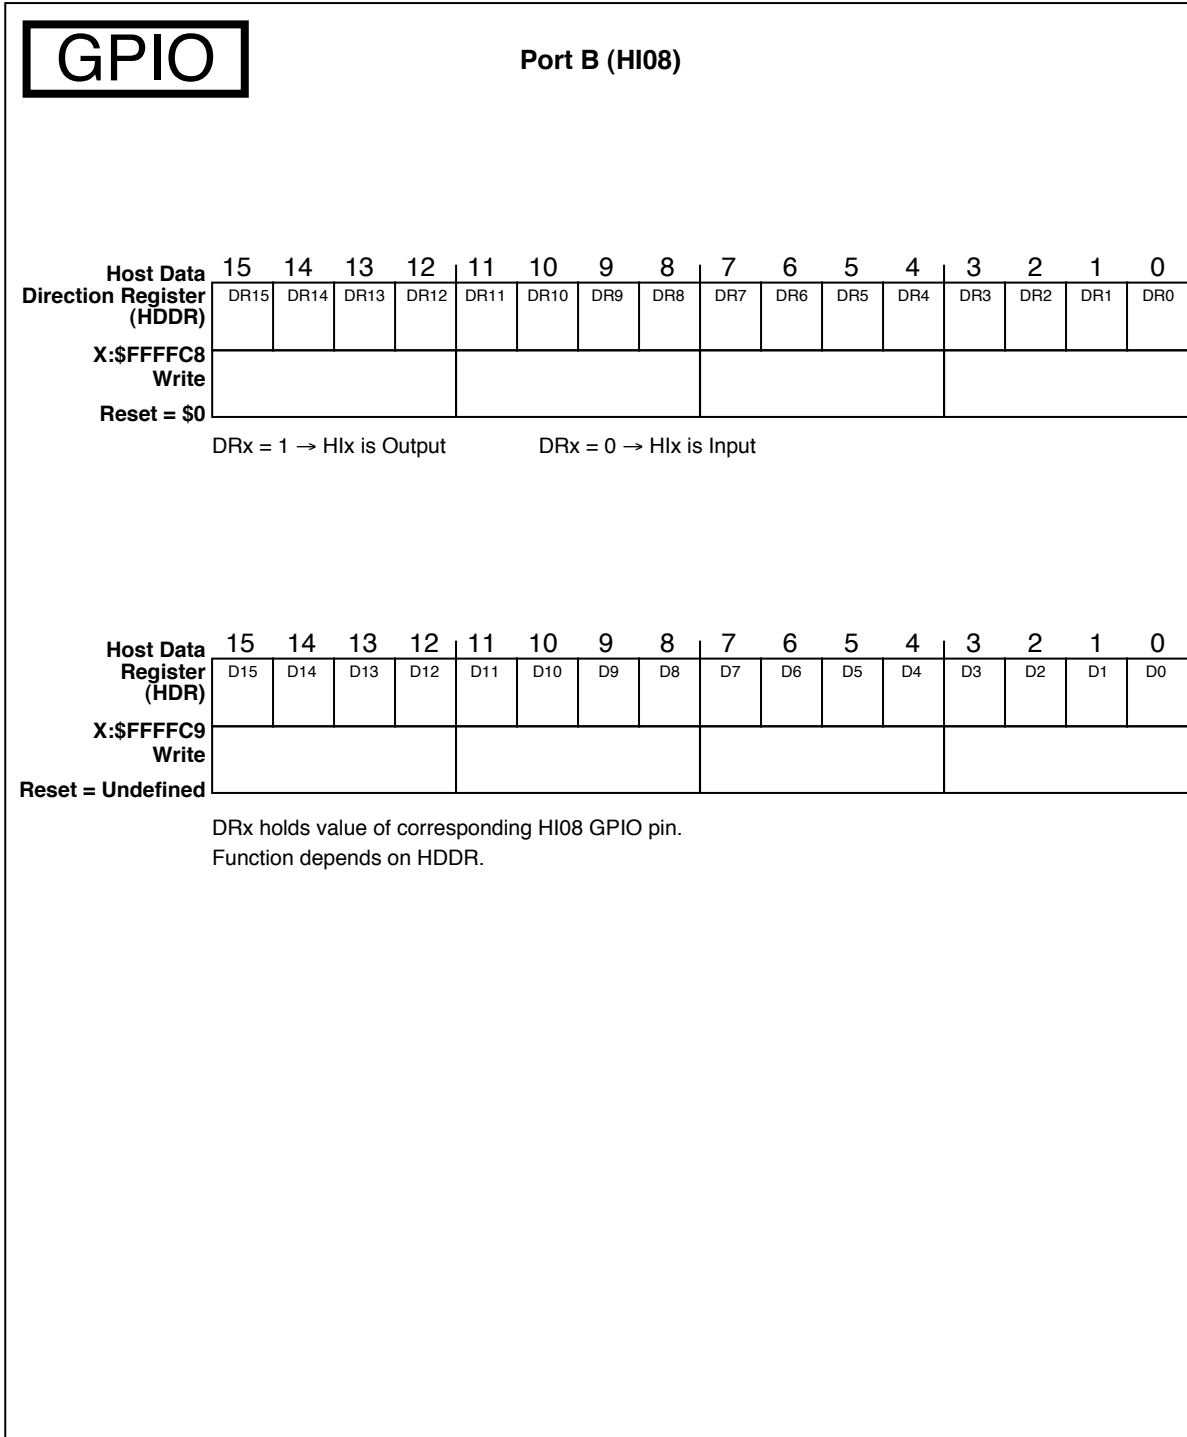 GPIO
Port B (HI08)
15 14 13 12 11 10 9 8 7 6 5 4 3 2 1 0
Host Data
Direction Register
(HDDR)
DR15 DR14 DR13 DR12 DR11 DR10 DR9 DR8 DR7 DR6 DR5 DR4 DR3 DR2 DR1 DR0
X:$FFFFC8
Write
Reset = $0
DRx = 1 → HIx is Output DRx = 0 → HIx is Input
15 14 13 12 11 10 9 8 7 6 5 4 3 2 1 0
Host Data
Register
(HDR)
D15 D14 D13 D12 D11 D10 D9 D8 D7 D6 D5 D4 D3 D2 D1 D0
X:$FFFFC9
Write
Reset = Undefined
DRx holds value of corresponding HI08 GPIO pin.
Function depends on HDDR.